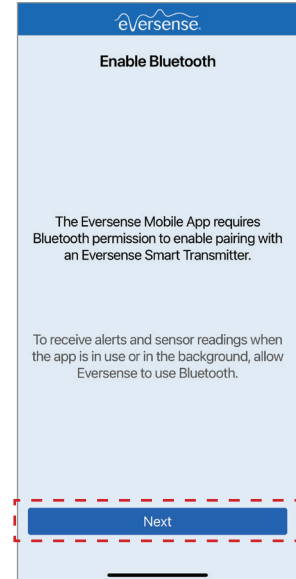 eversense.
Enable Bluetooth
The Eversense Mobile App requires
Bluetooth permission to enable pairing with
an Eversense Smart Transmitter.
To receive alerts and sensor readings when
the app is in use or in the background, allow
Eversense to use Bluetooth.
Next